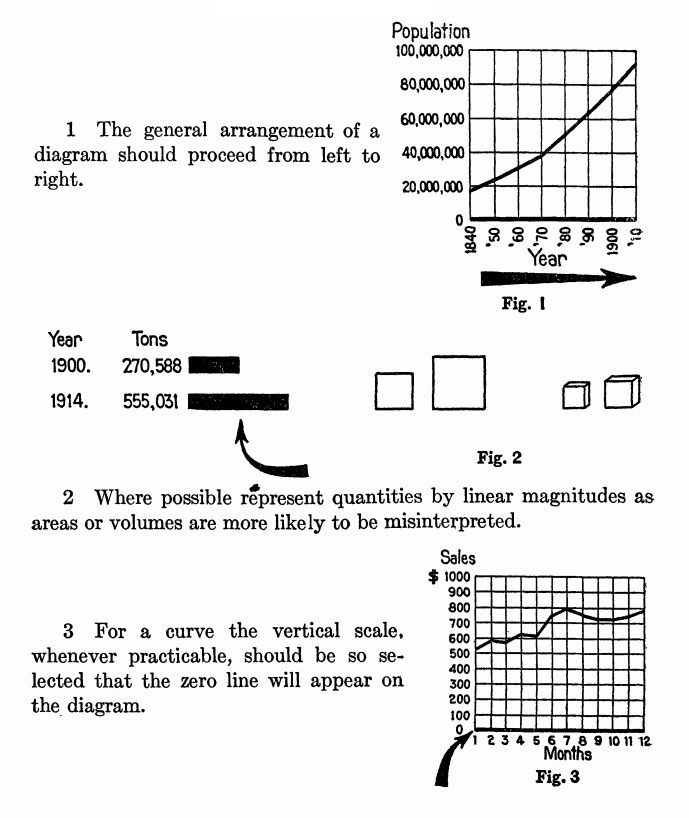 Population
100,000,000
80,000,000
60,000,000
40,000,000
20,000,000
0
1840 '50 '60 '70 '80 '90 1900 '10
Year
Fig. 1
1 The general arrangement of a
diagram should proceed from left to
right.
Year Tons
1900. 270,588
1914. 555,031
Fig. 2
2 Where possible represent quantities by linear magnitudes as
areas or volumes are more likely to be misinterpreted.
3 For a curve the vertical scale,
whenever practicable, should be so se-
lected that the zero line will appear on
the diagram.
Sales
$ 1000
900
800
700
600
500
400
300
200
100
0
1 2 3 4 5 6 7 8 9 10 11 12
Months
Fig. 3